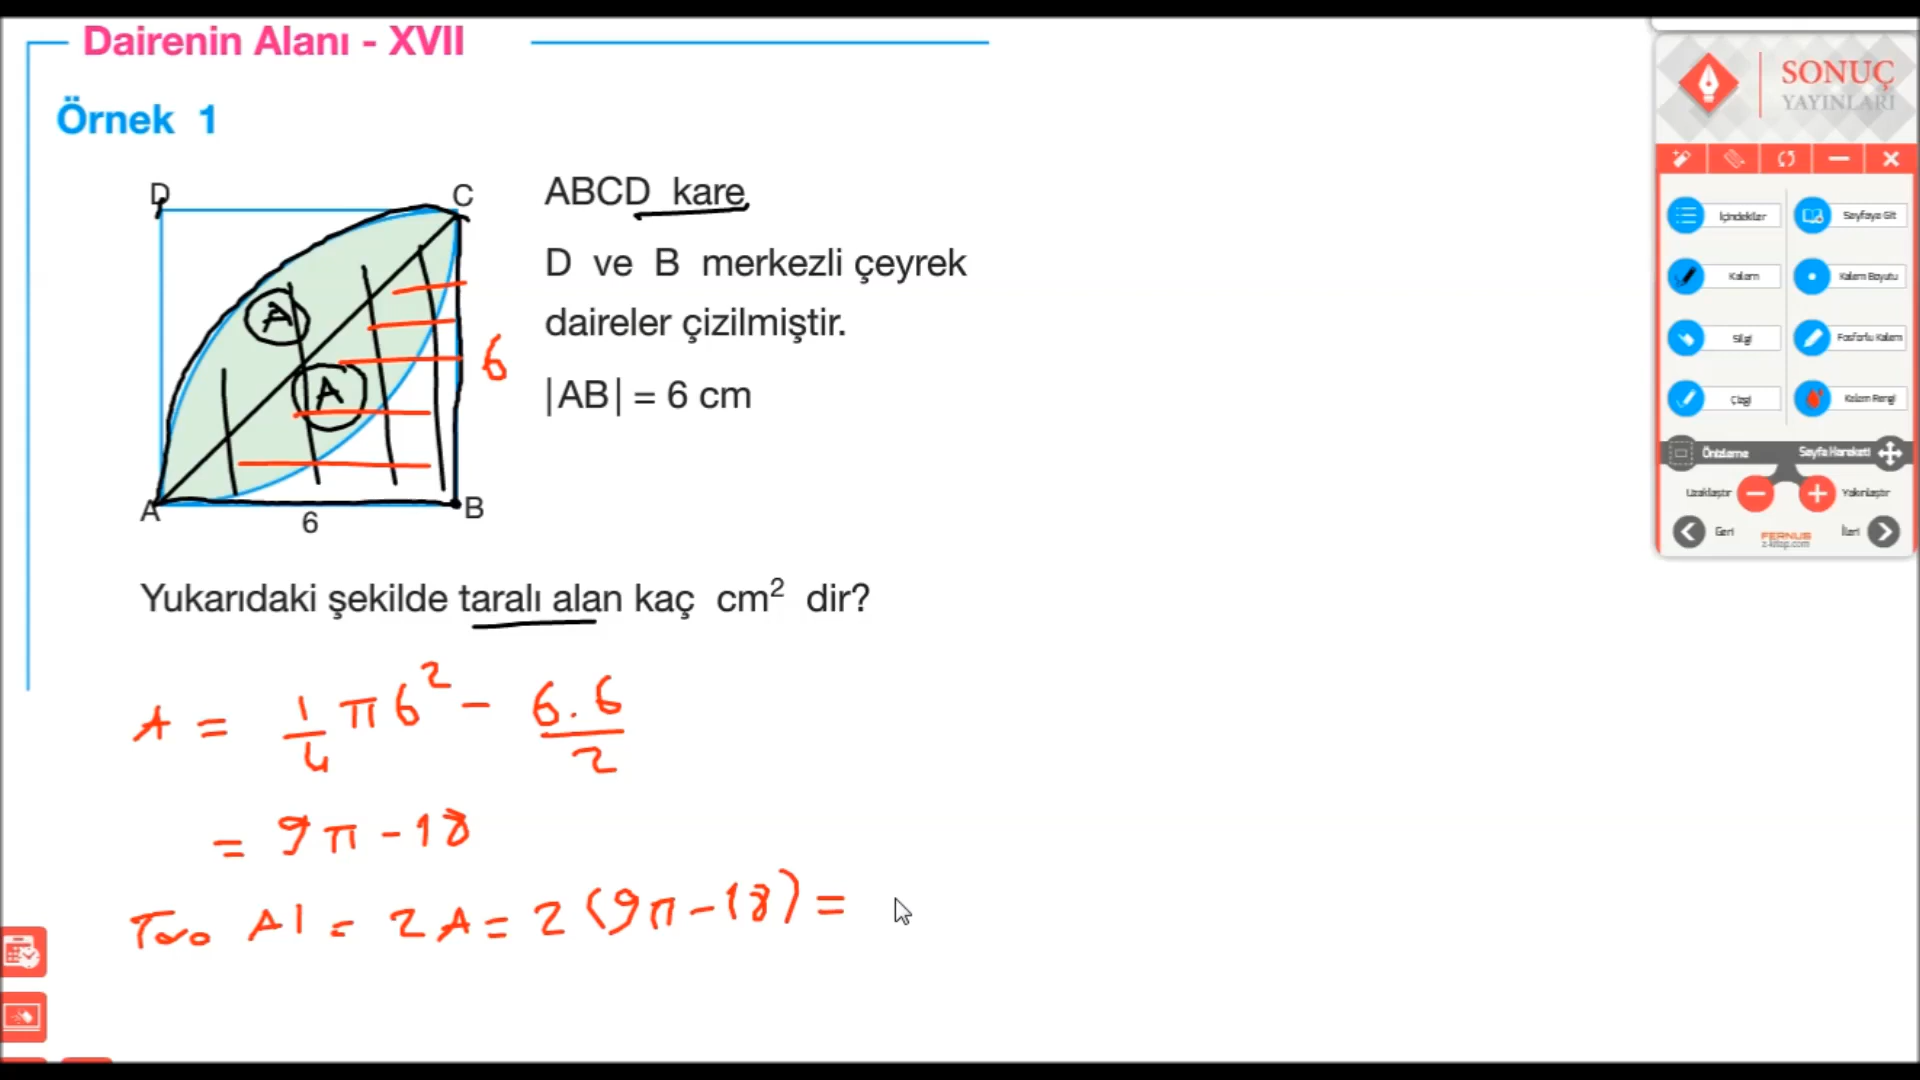 Dairenin Alanı - XVII
Örnek 1
D
C
A
A
6
A
B
6
ABCD kare
D ve B merkezli çeyrek
daireler çizilmiştir.
|AB| = 6 cm
Yukarıdaki şekilde taralı alan kaç cm² dir?
A = 1/4 π 6² - 6.6/2
= 9π - 18
Al = 2A = 2(9π - 18) =
SONUÇ
YAYINLARI
İçindekiler
Sayfaya Git
Kalem
Kalem Boyutu
Silgi
Fosforlu Kalem
Çizgi
Kalem Rengi
Önizleme
Sayfa Hareketi
Uzaklaştır
Yakınlaştır
Geri
FERNUS
z-kitap.com
İleri